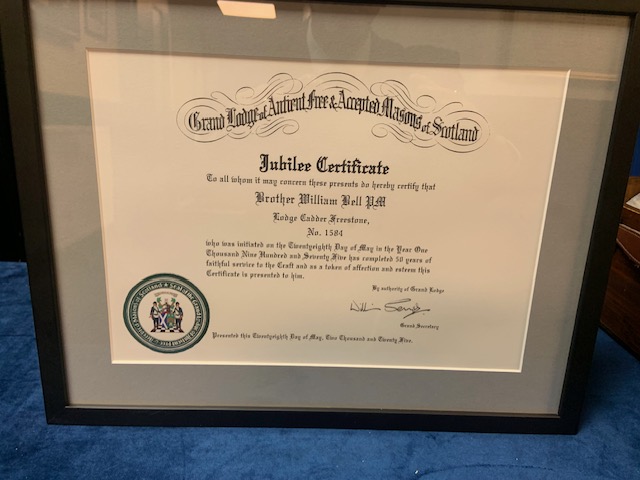 Grand Lodge of Antient Free & Accepted Masons of Scotland
Jubilee Certificate
To all whom it may concern these presents do hereby certify that
Brother William Bell PM
Lodge Cadder Freestone,
No. 1584
who was initiated on the Twentyeighth Day of May in the Year One
Thousand Nine Hundred and Seventy Five has completed 50 years of
faithful service to the Craft and as a token of affection and esteem this
Certificate is presented to him.
By authority of Grand Lodge
Grand Secretary
Presented this Twentyeighth Day of May, Two Thousand and Twenty Five.